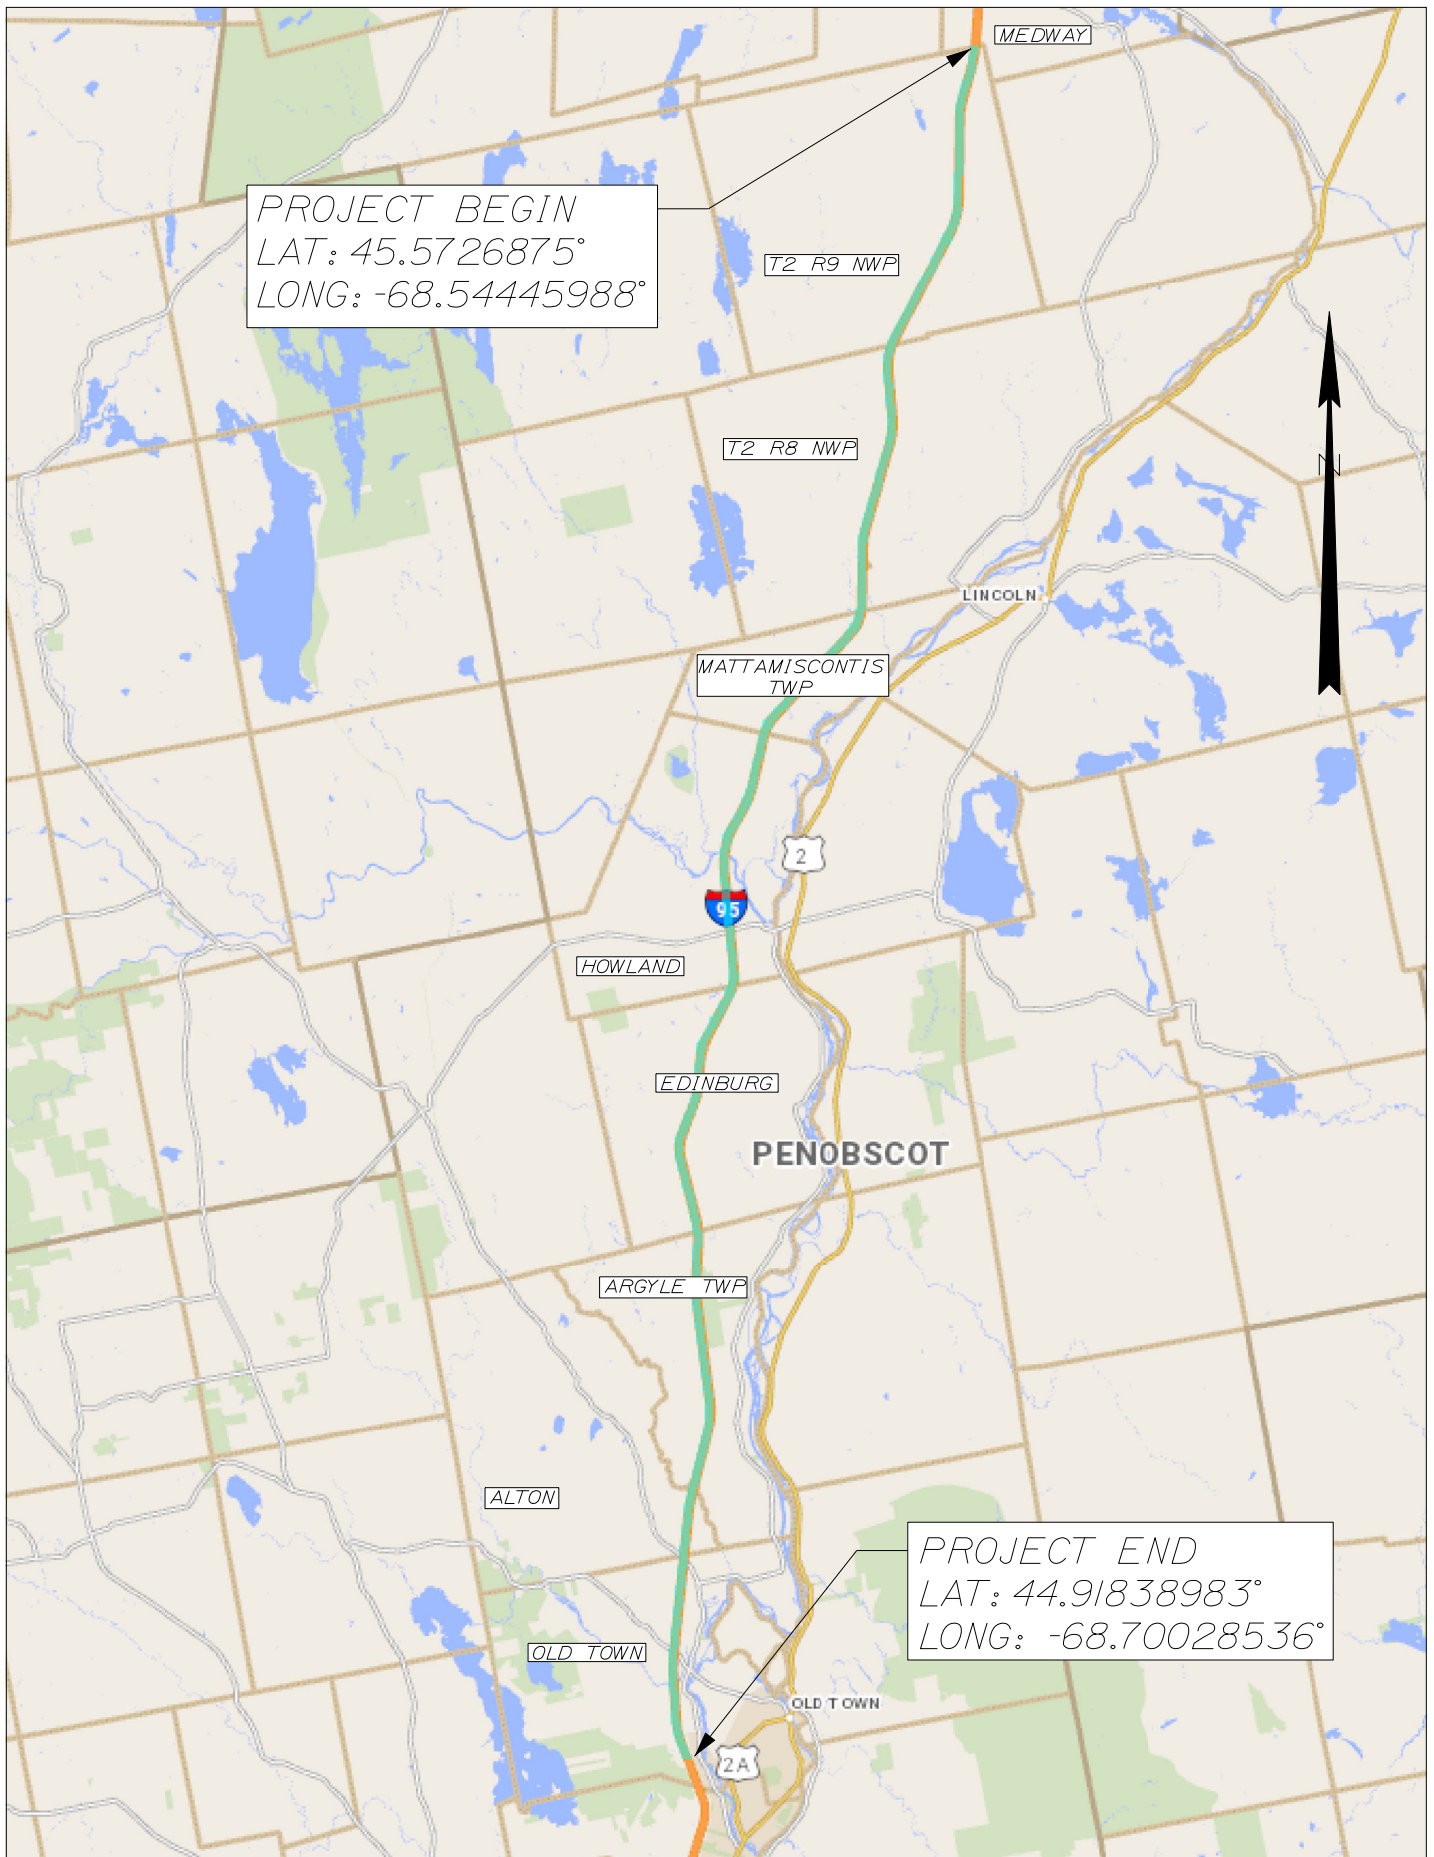 MEDWAY
PROJECT BEGIN
LAT: 45.5726875°
LONG: -68.54445988°
T2 R9 NWP
T2 R8 NWP
N
LINCOLN
MATTAMISCONTIS
TWP
2
95
HOWLAND
EDINBURG
PENOBSCOT
ARGYLE TWP
ALTON
PROJECT END
LAT: 44.91838983°
LONG: -68.70028536°
OLD TOWN
OLD TOWN
2A